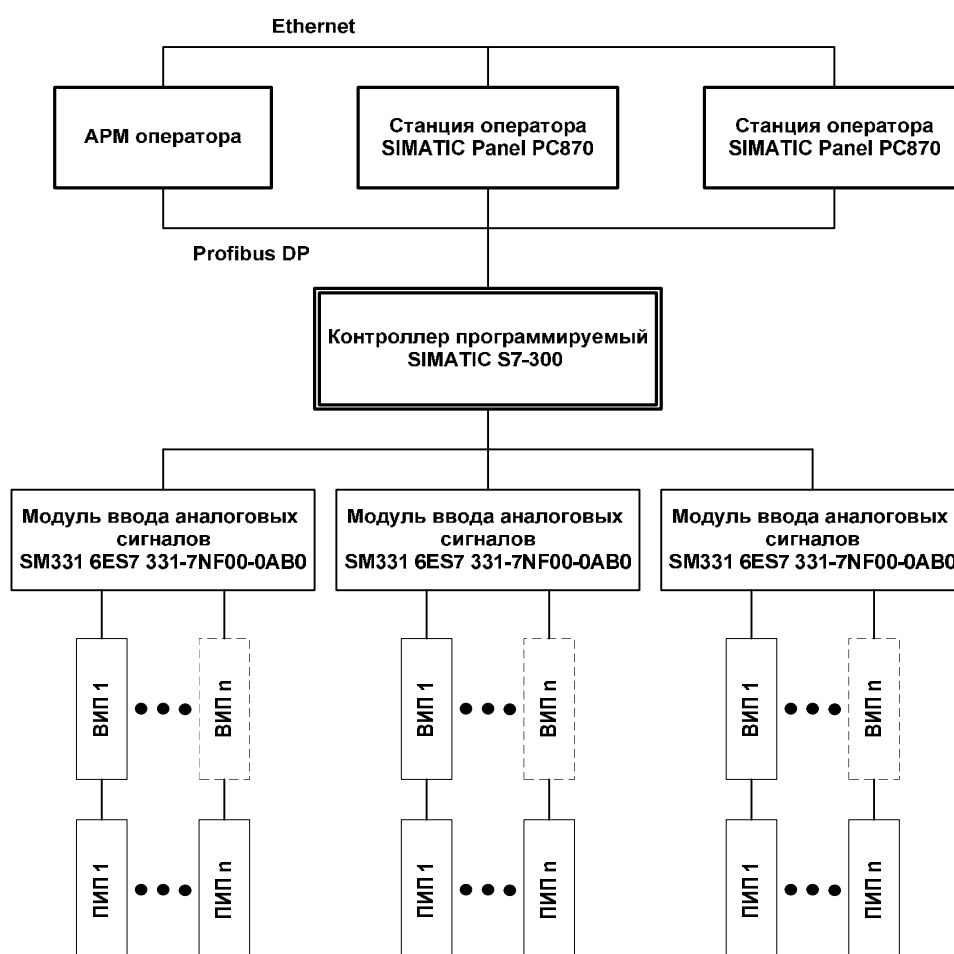 Ethernet
АРМ оператора
Станция оператора
SIMATIC Panel PC870
Станция оператора
SIMATIC Panel PC870
Profibus DP
Контроллер программируемый
SIMATIC S7-300
Модуль ввода аналоговых
сигналов
SM331 6ES7 331-7NF00-0AB0
Модуль ввода аналоговых
сигналов
SM331 6ES7 331-7NF00-0AB0
Модуль ввода аналоговых
сигналов
SM331 6ES7 331-7NF00-0AB0
ВИП 1
ВИП n
ВИП 1
ВИП n
ВИП 1
ВИП n
ПИП 1
ПИП n
ПИП 1
ПИП n
ПИП 1
ПИП n